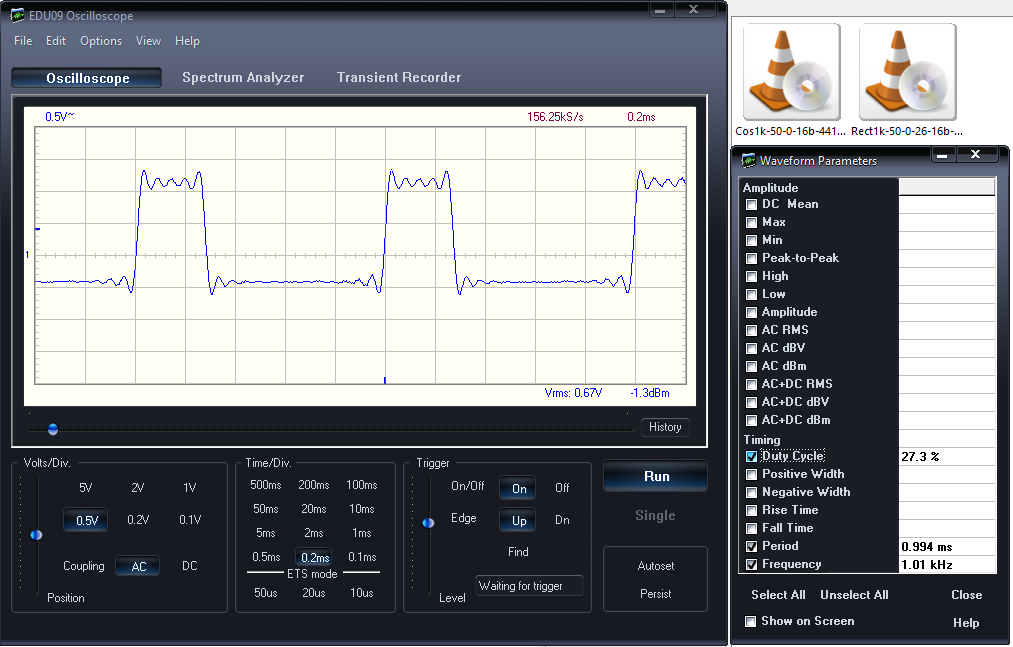 EDU09 Oscilloscope
File Edit Options View Help
Oscilloscope Spectrum Analyzer Transient Recorder
0.5V~ 156.25kS/s 0.2ms
1
Vrms: 0.67V -1.3dBm
History
Volts/Div.
5V 2V 1V
0.5V 0.2V 0.1V
Coupling AC DC
Position
Time/Div.
500ms 200ms 100ms
50ms 20ms 10ms
5ms 2ms 1ms
0.5ms 0.2ms 0.1ms
ETS mode
50us 20us 10us
Trigger
On/Off On Off
Edge Up Dn
Find
Waiting for trigger
Level
Run
Single
Autoset
Persist
Cos1k-50-0-16b-441... Rect1k-50-0-26-16b-...
Waveform Parameters
Amplitude
DC Mean
Max
Min
Peak-to-Peak
High
Low
Amplitude
AC RMS
AC dBV
AC dBm
AC+DC RMS
AC+DC dBV
AC+DC dBm
Timing
Duty Cycle 27.3 %
Positive Width
Negative Width
Rise Time
Fall Time
Period 0.994 ms
Frequency 1.01 kHz
Select All Unselect All Close
Show on Screen Help